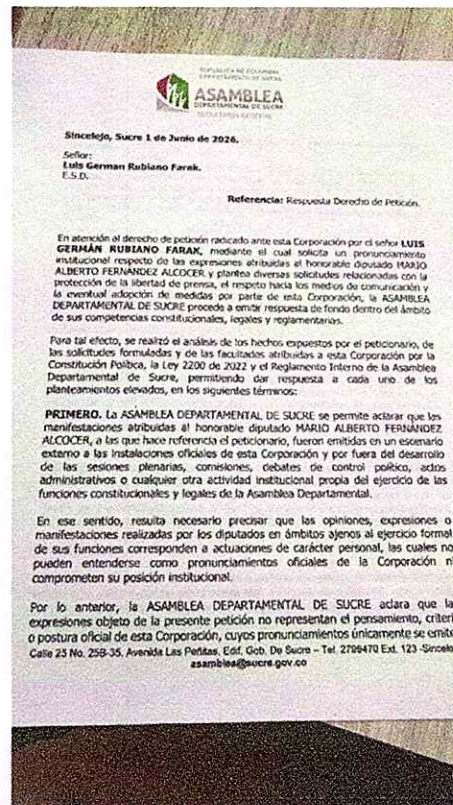 REPÚBLICA DE COLOMBIA
DEPARTAMENTO DE SUCRE
ASAMBLEA
DEPARTAMENTAL DE SUCRE
SECRETARÍA GENERAL
Sincelejo, Sucre 1 de Junio de 2026.
Señor:
Luis German Rubiano Farak.
E.S.D.
Referencia: Respuesta Derecho de Petición.
En atención al derecho de petición radicado ante esta Corporación por el señor LUIS
GERMÁN RUBIANO FARAK, mediante el cual solicita un pronunciamiento
institucional respecto de las expresiones atribuidas al honorable diputado MARIO
ALBERTO FERNANDEZ ALCOCER y plantea diversas solicitudes relacionadas con la
protección de la libertad de prensa, el respeto hacia los medios de comunicación y
la eventual adopción de medidas por parte de esta Corporación, la ASAMBLEA
DEPARTAMENTAL DE SUCRE procede a emitir respuesta de fondo dentro del ámbito
de sus competencias constitucionales, legales y reglamentarias.
Para tal efecto, se realizó el análisis de los hechos expuestos por el peticionario, de
las solicitudes formuladas y de las facultades atribuidas a esta Corporación por la
Constitución Política, la Ley 2200 de 2022 y el Reglamento Interno de la Asamblea
Departamental de Sucre, permitiendo dar respuesta a cada uno de los
planteamientos elevados, en los siguientes términos:
PRIMERO. La ASAMBLEA DEPARTAMENTAL DE SUCRE se permite aclarar que las
manifestaciones atribuidas al honorable diputado MARIO ALBERTO FERNANDEZ
ALCOCER, a las que hace referencia el peticionario, fueron emitidas en un escenario
externo a las instalaciones oficiales de esta Corporación y por fuera del desarrollo
de las sesiones plenarias, comisiones, debates de control político, actos
administrativos o cualquier otra actividad institucional propia del ejercicio de las
funciones constitucionales y legales de la Asamblea Departamental.
En ese sentido, resulta necesario precisar que las opiniones, expresiones o
manifestaciones realizadas por los diputados en ámbitos ajenos al ejercicio formal
de sus funciones corresponden a actuaciones de carácter personal, las cuales no
pueden entenderse como pronunciamientos oficiales de la Corporación ni
comprometen su posición institucional.
Por lo anterior, la ASAMBLEA DEPARTAMENTAL DE SUCRE aclara que la
expresiones objeto de la presente petición no representan el pensamiento, criteri
o postura oficial de esta Corporación, cuyos pronunciamientos únicamente se emite
Calle 25 No. 25B-35. Avenida Las Peñitas, Edif. Gob. De Sucre – Tel. 2799470 Ext. 123 -Sincelej
asamblea@sucre.gov.co